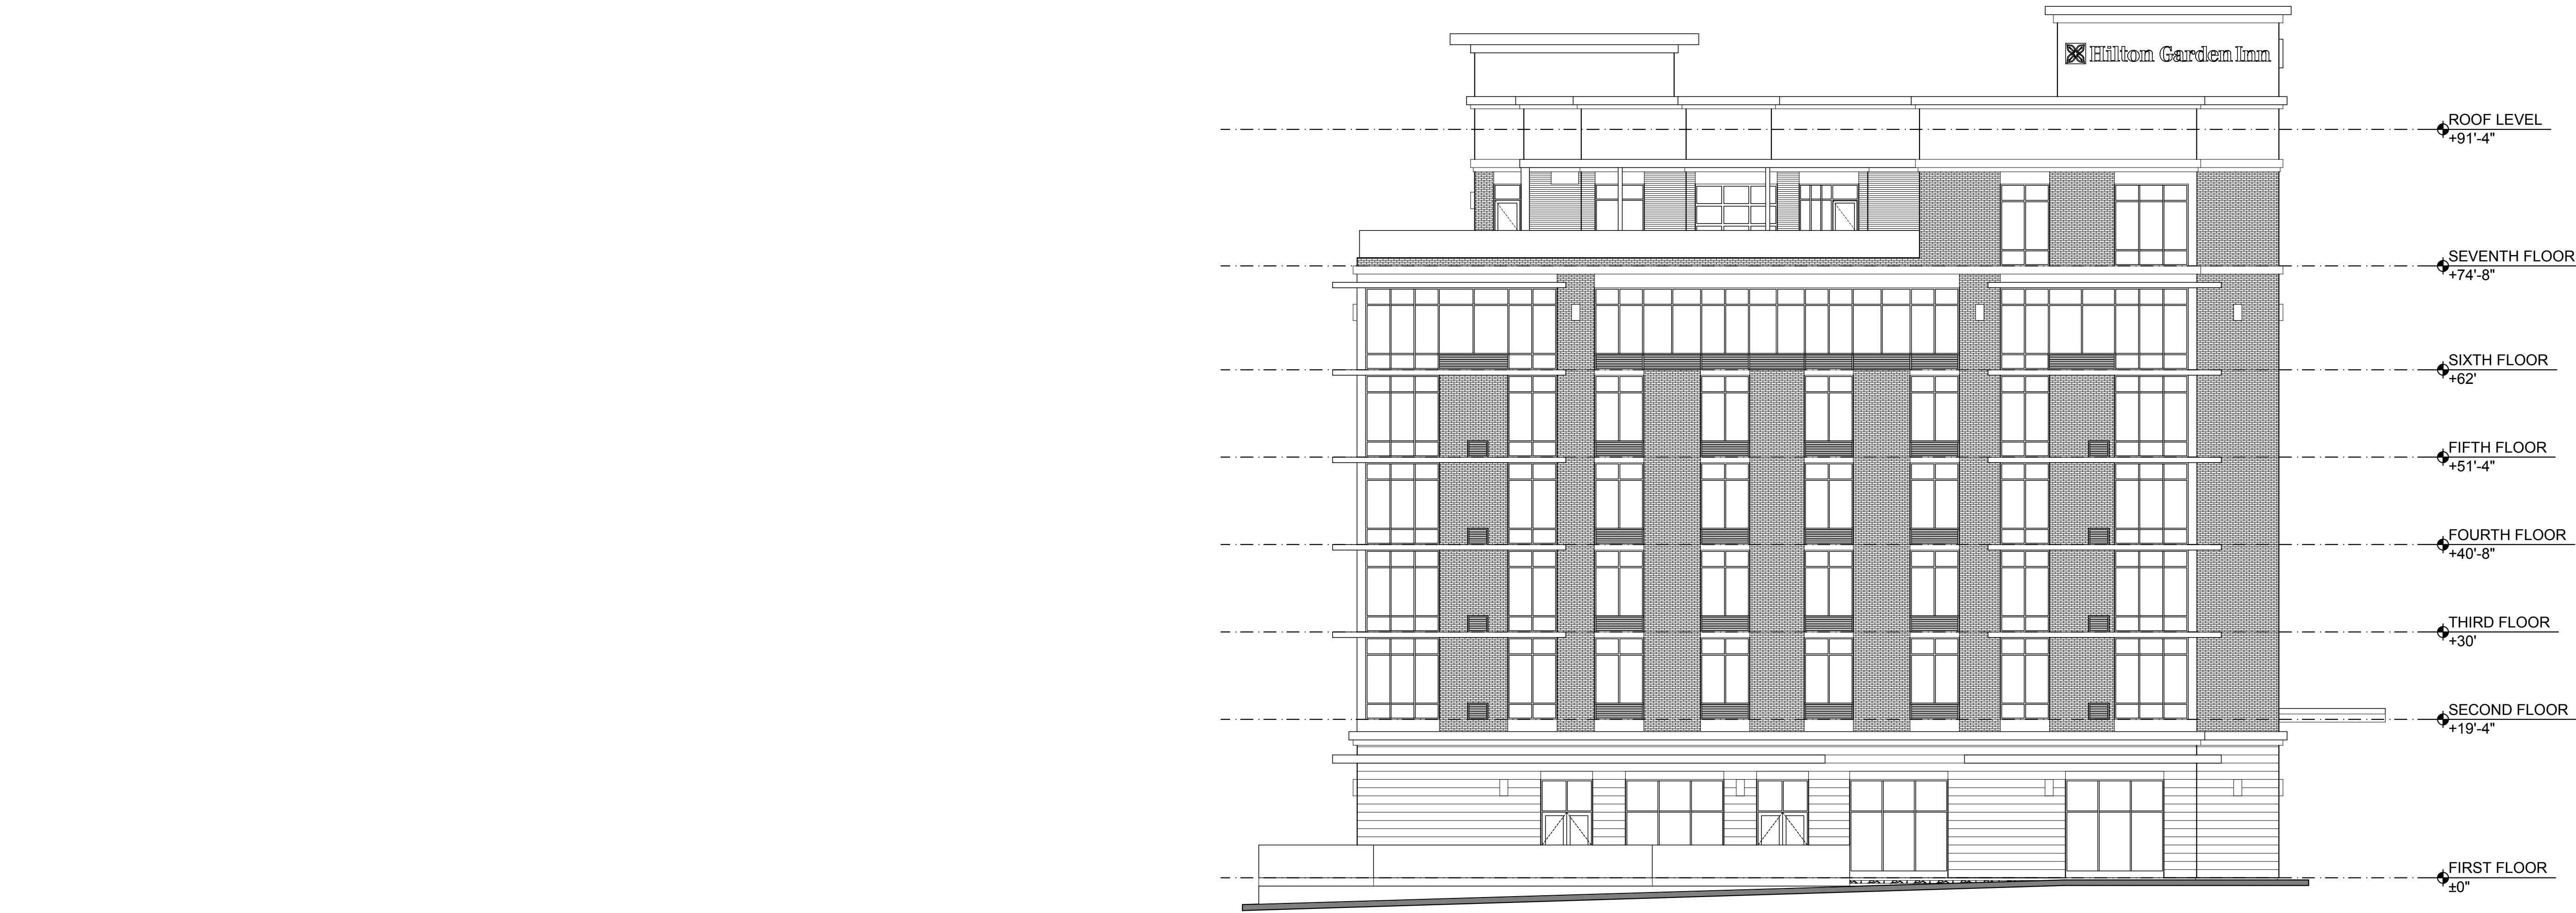 Hilton Garden Inn
ROOF LEVEL
+91'-4"
SEVENTH FLOOR
+74'-8"
SIXTH FLOOR
+62'
FIFTH FLOOR
+51'-4"
FOURTH FLOOR
+40'-8"
THIRD FLOOR
+30'
SECOND FLOOR
+19'-4"
FIRST FLOOR
±0"